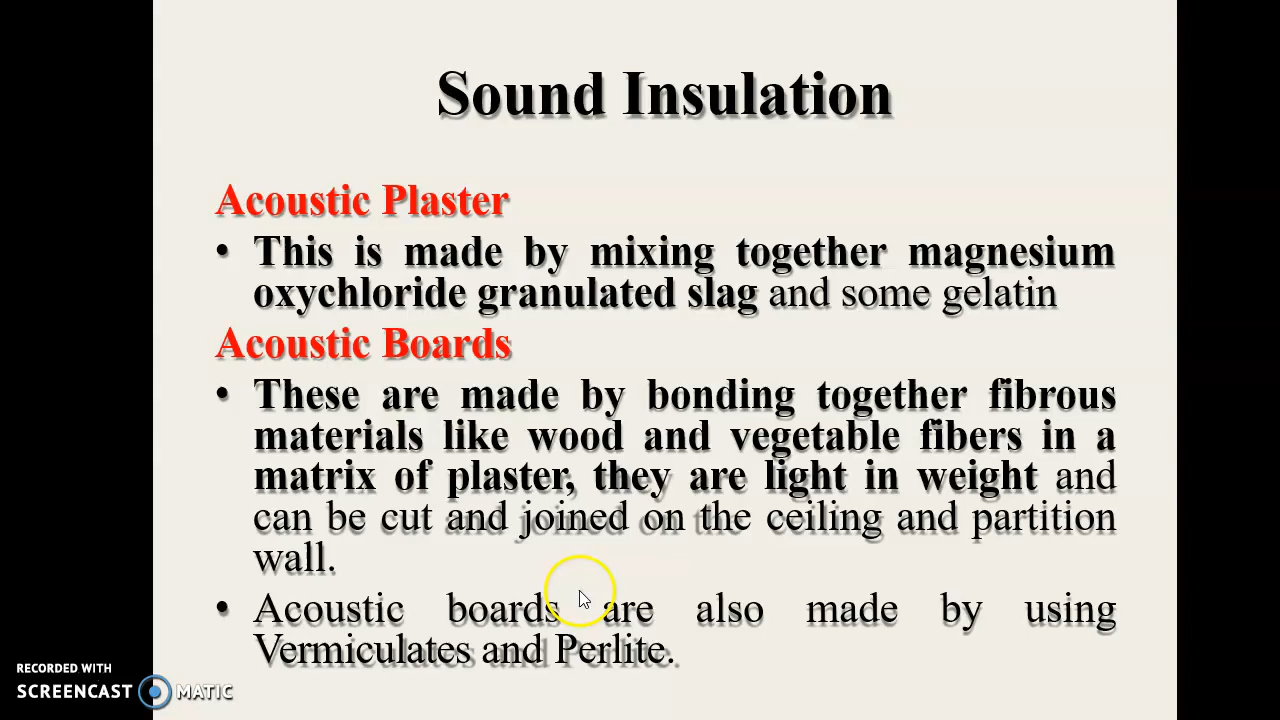 Sound Insulation
Acoustic Plaster
• This is made by mixing together magnesium
oxychloride granulated slag and some gelatin
Acoustic Boards
• These are made by bonding together fibrous
materials like wood and vegetable fibers in a
matrix of plaster, they are light in weight and
can be cut and joined on the ceiling and partition
wall.
• Acoustic boards are also made by using
Vermiculates and Perlite.
RECORDED WITH
SCREENCAST MATIC